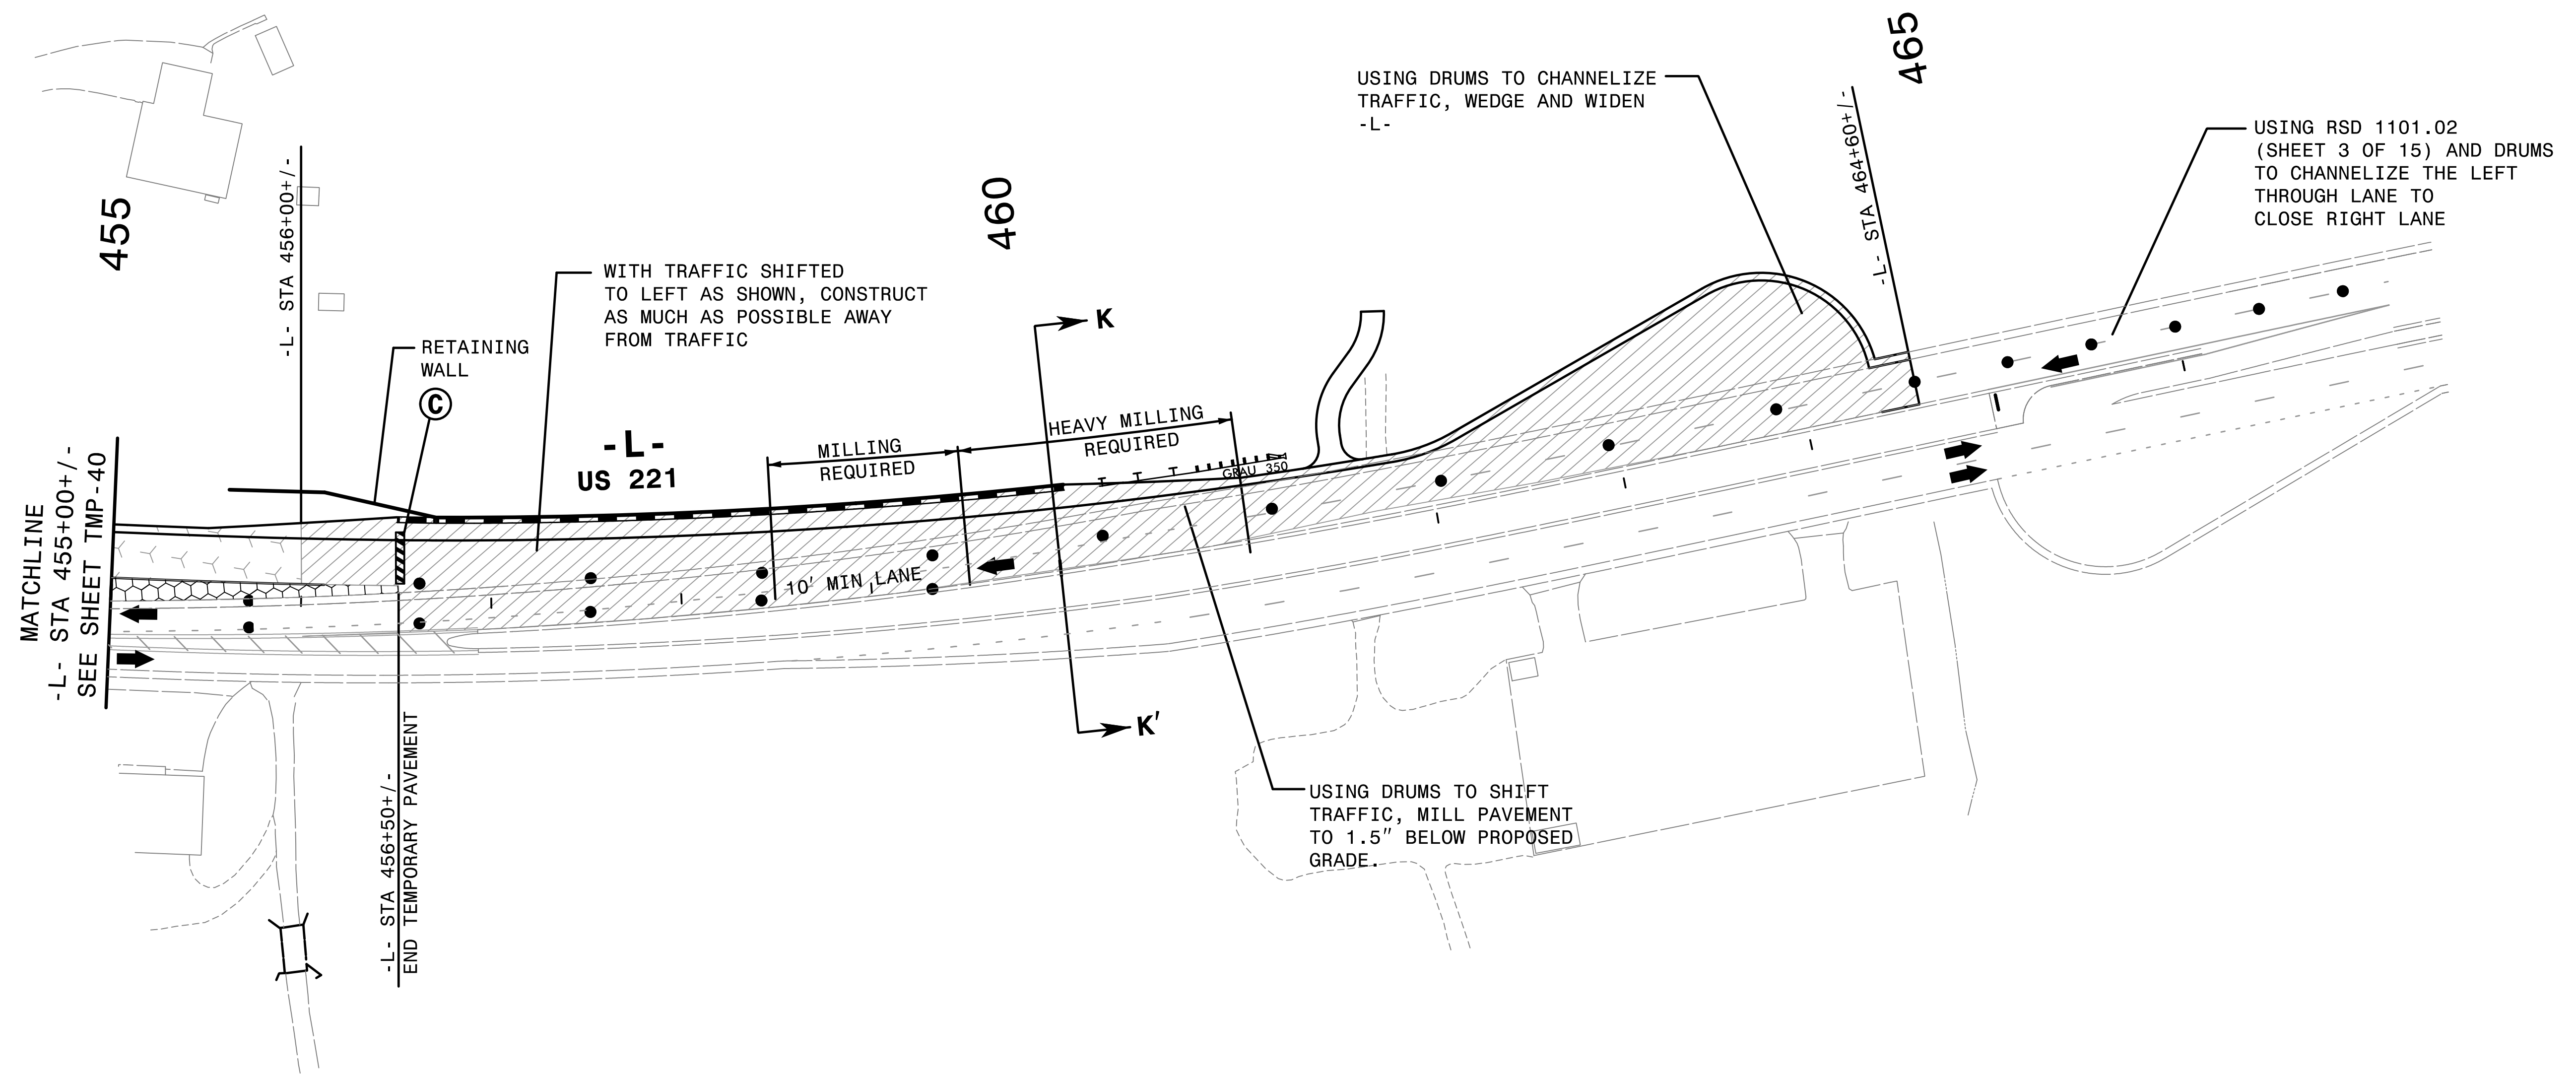 455
-L- STA 456+00+/-
MATCHLINE
-L- STA 455+00+/-
SEE SHEET TMP-40
RETAINING
WALL
C
WITH TRAFFIC SHIFTED
TO LEFT AS SHOWN, CONSTRUCT
AS MUCH AS POSSIBLE AWAY
FROM TRAFFIC
-L-
US 221
-L- STA 456+50+/-
END TEMPORARY PAVEMENT
MILLING
REQUIRED
10' MIN LANE
460
K
HEAVY MILLING
REQUIRED
GRAU 350
K'
USING DRUMS TO SHIFT
TRAFFIC, MILL PAVEMENT
TO 1.5" BELOW PROPOSED
GRADE.
USING DRUMS TO CHANNELIZE
TRAFFIC, WEDGE AND WIDEN
-L-
-L- STA 464+60+/-
465
USING RSD 1101.02
(SHEET 3 OF 15) AND DRUMS
TO CHANNELIZE THE LEFT
THROUGH LANE TO
CLOSE RIGHT LANE